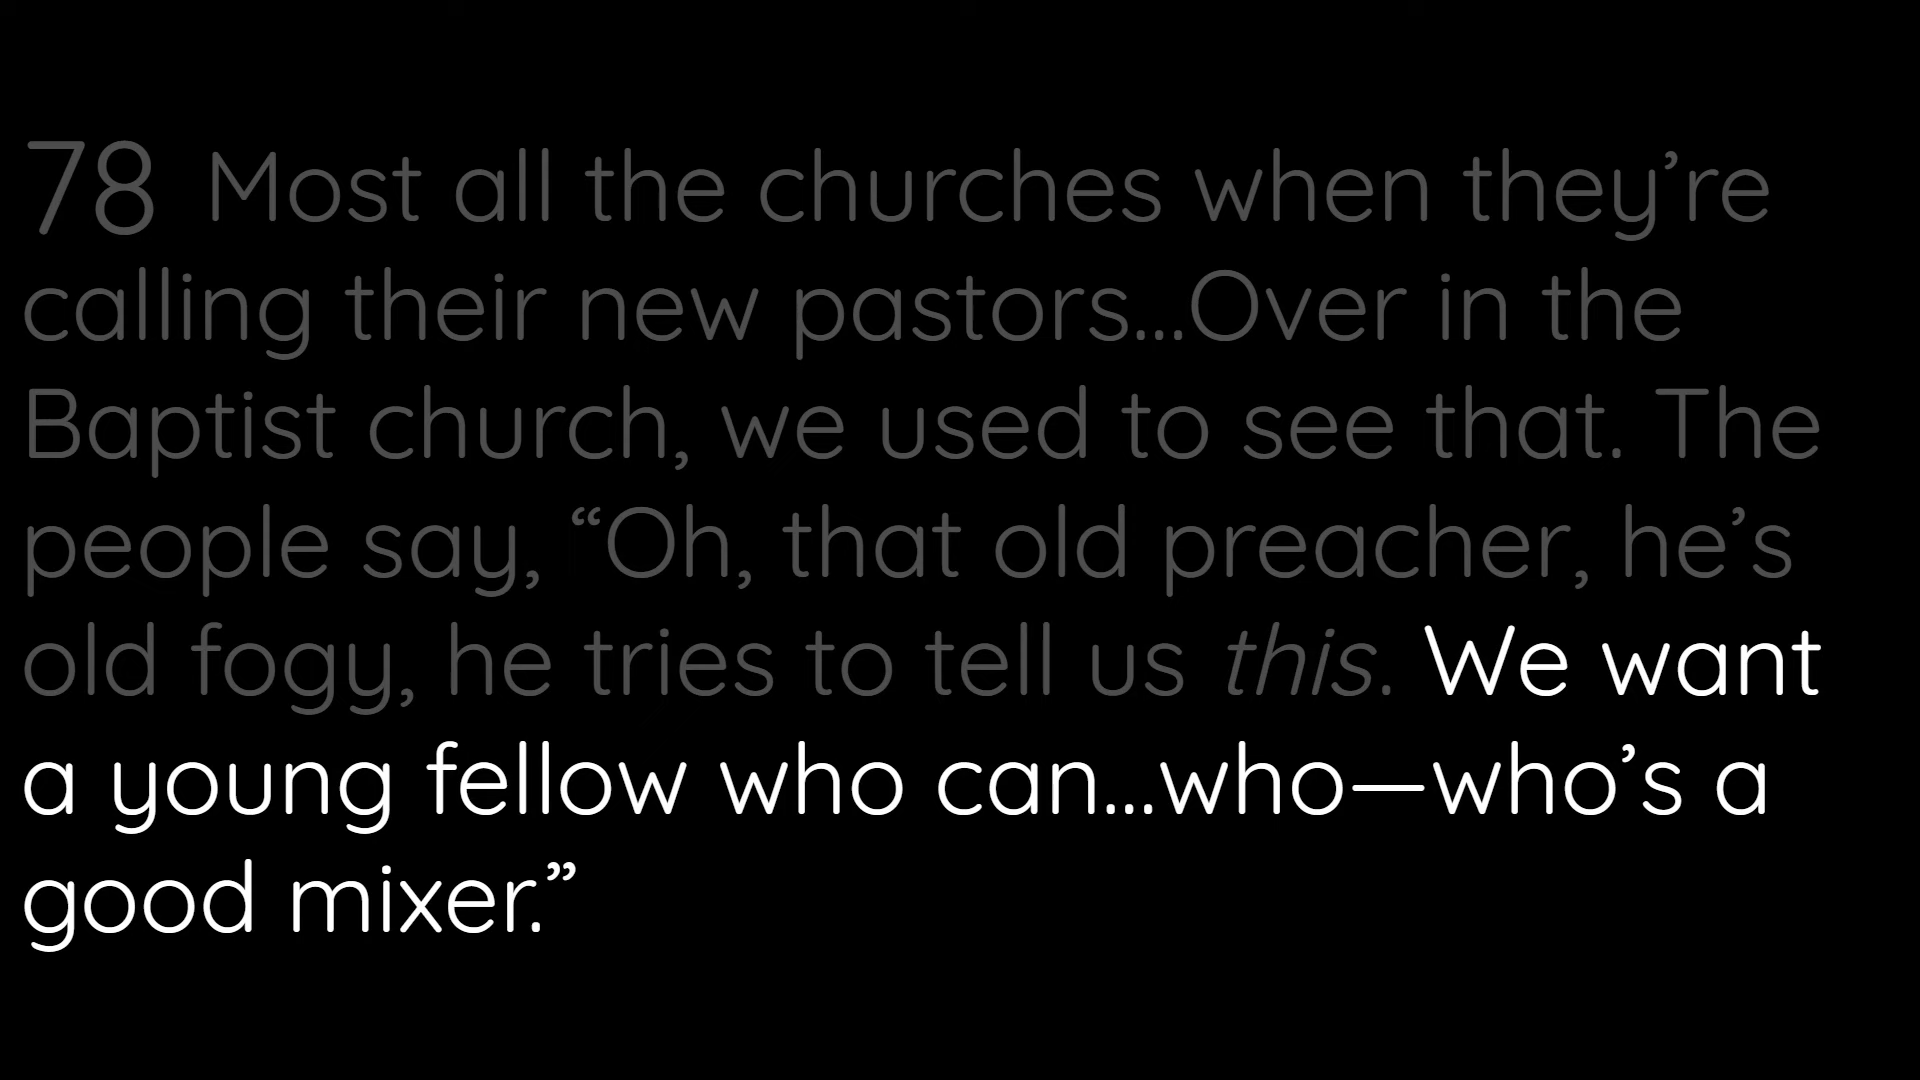 78 Most all the churches when they’re
calling their new pastors...Over in the
Baptist church, we used to see that. The
people say, “Oh, that old preacher, he’s
old fogy, he tries to tell us this. We want
a young fellow who can...who—who’s a
good mixer.”